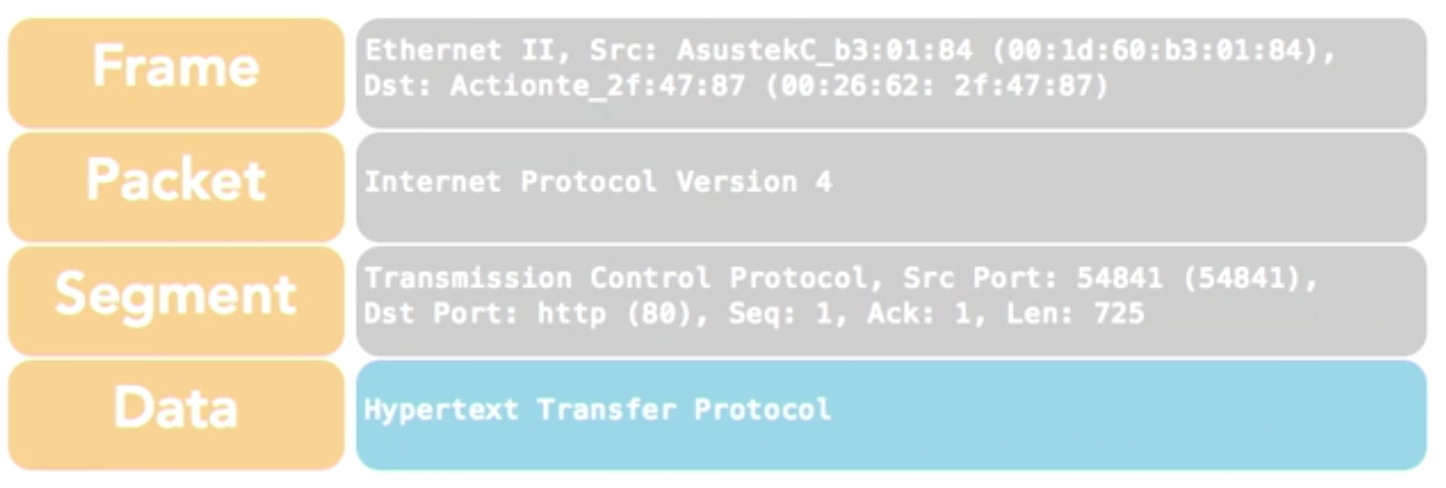 Frame
Ethernet II, Src: AsustekC_b3:01:84 (00:1d:60:b3:01:84),
Dst: Actionte_2f:47:87 (00:26:62: 2f:47:87)
Packet
Internet Protocol Version 4
Segment
Transmission Control Protocol, Src Port: 54841 (54841),
Dst Port: http (80), Seq: 1, Ack: 1, Len: 725
Data
Hypertext Transfer Protocol